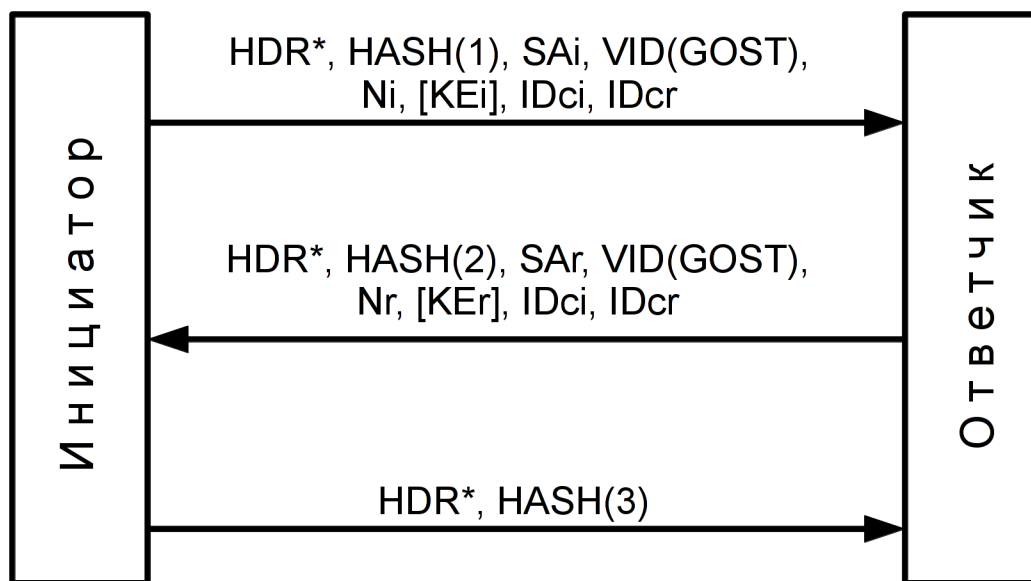 Инициатор
HDR*, HASH(1), SAi, VID(GOST),
Ni, [KEi], IDci, IDcr
HDR*, HASH(2), SAr, VID(GOST),
Nr, [KEr], IDci, IDcr
HDR*, HASH(3)
Ответчик